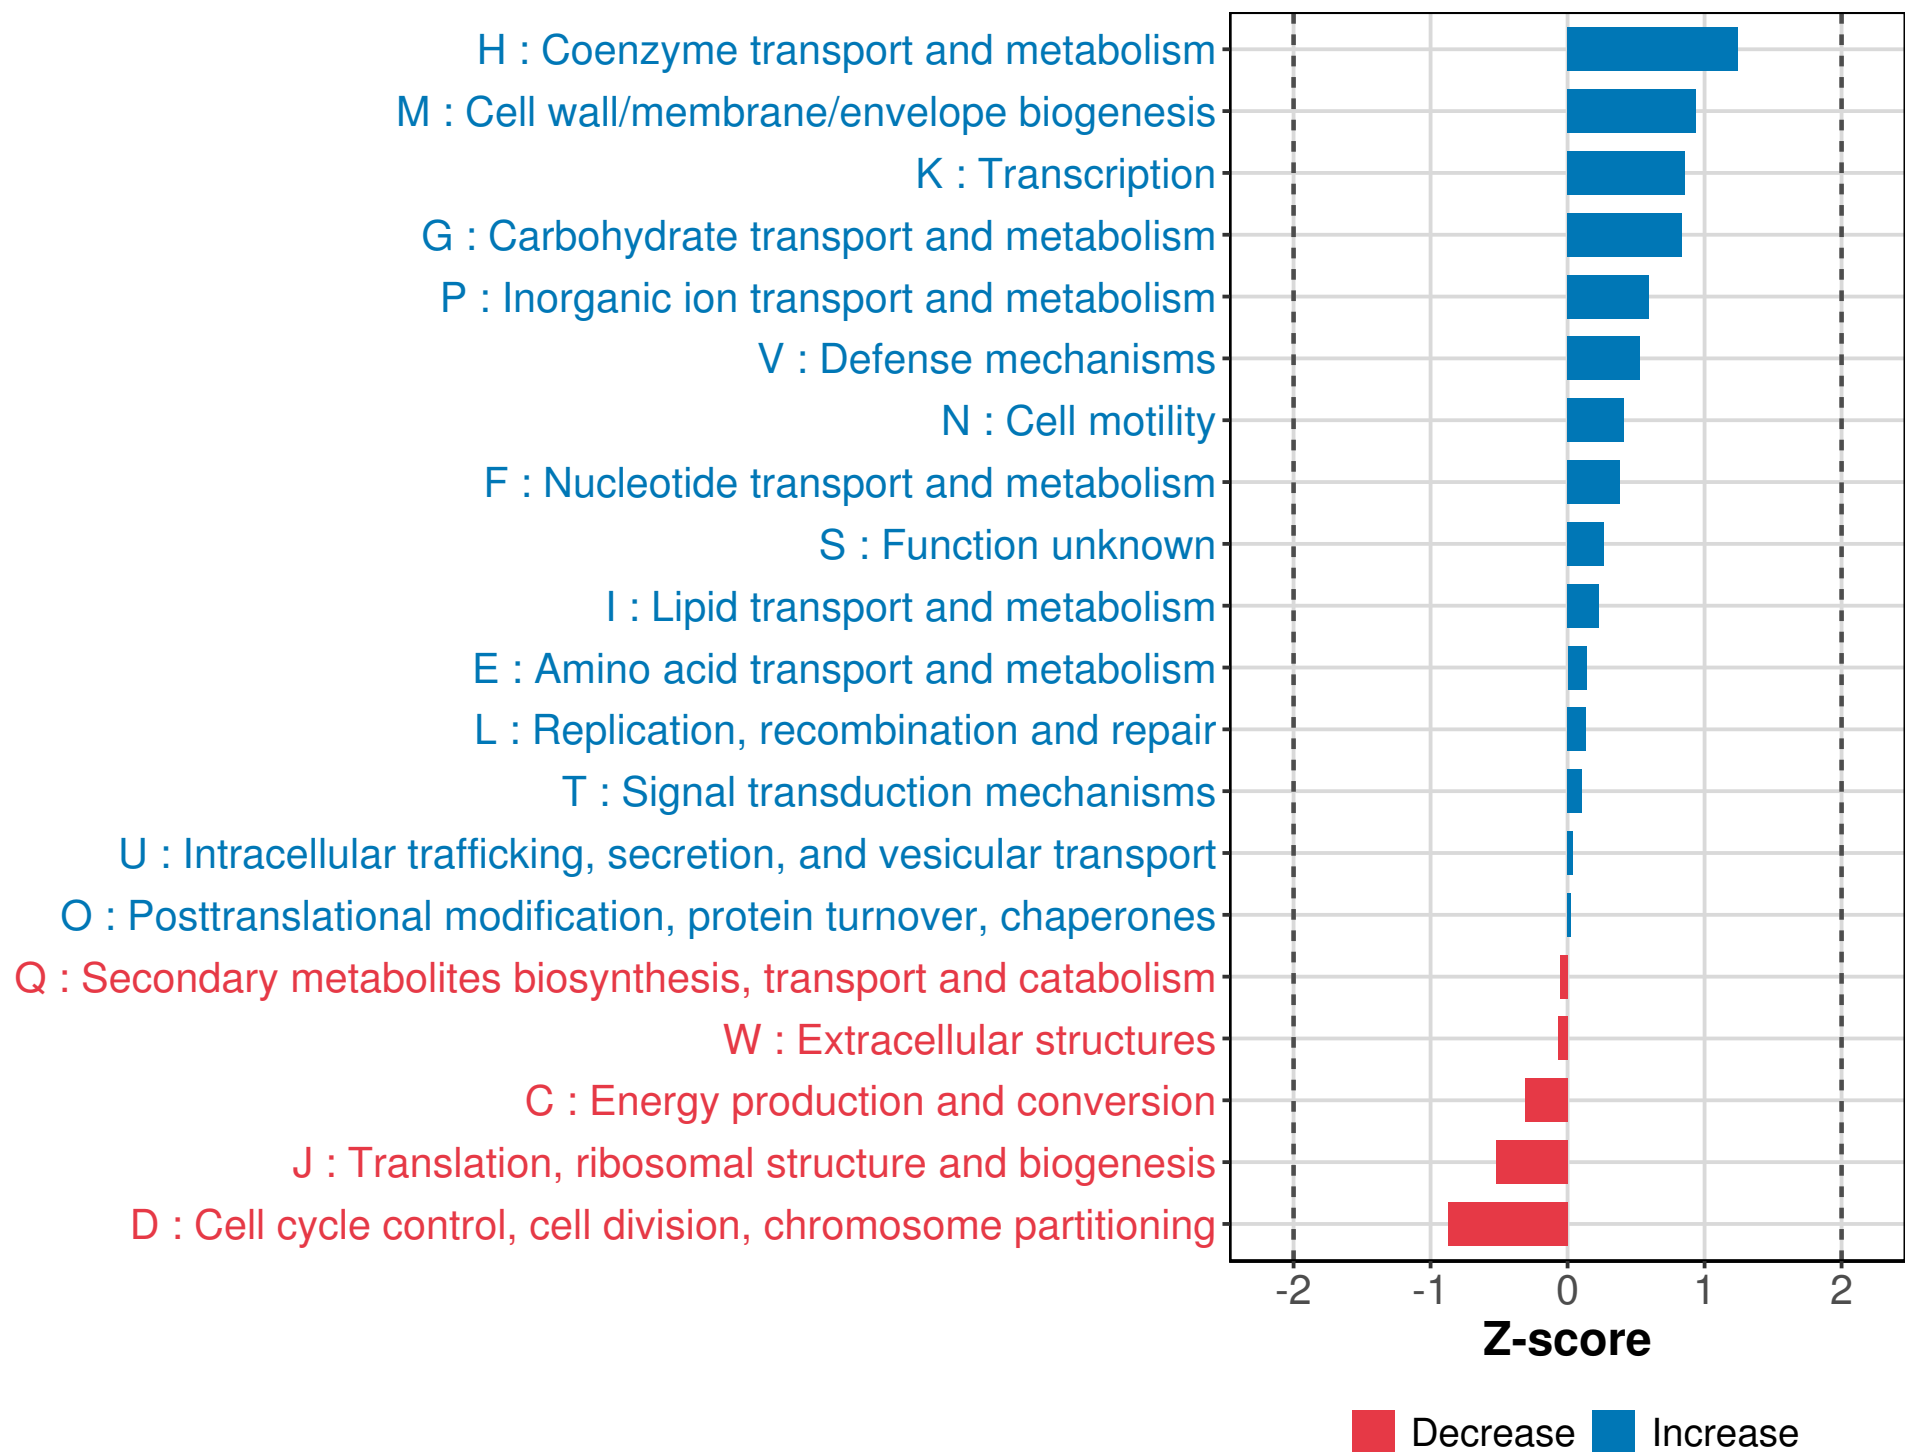 H : Coenzyme transport and metabolism
M : Cell wall/membrane/envelope biogenesis
K : Transcription
G : Carbohydrate transport and metabolism
P : Inorganic ion transport and metabolism
V : Defense mechanisms
N : Cell motility
F : Nucleotide transport and metabolism
S : Function unknown
I : Lipid transport and metabolism
E : Amino acid transport and metabolism
L : Replication, recombination and repair
T : Signal transduction mechanisms
U : Intracellular trafficking, secretion, and vesicular transport
O : Posttranslational modification, protein turnover, chaperones
Q : Secondary metabolites biosynthesis, transport and catabolism
W : Extracellular structures
C : Energy production and conversion
J : Translation, ribosomal structure and biogenesis
D : Cell cycle control, cell division, chromosome partitioning
-2 -1 0 1 2
Z-score
Decrease Increase